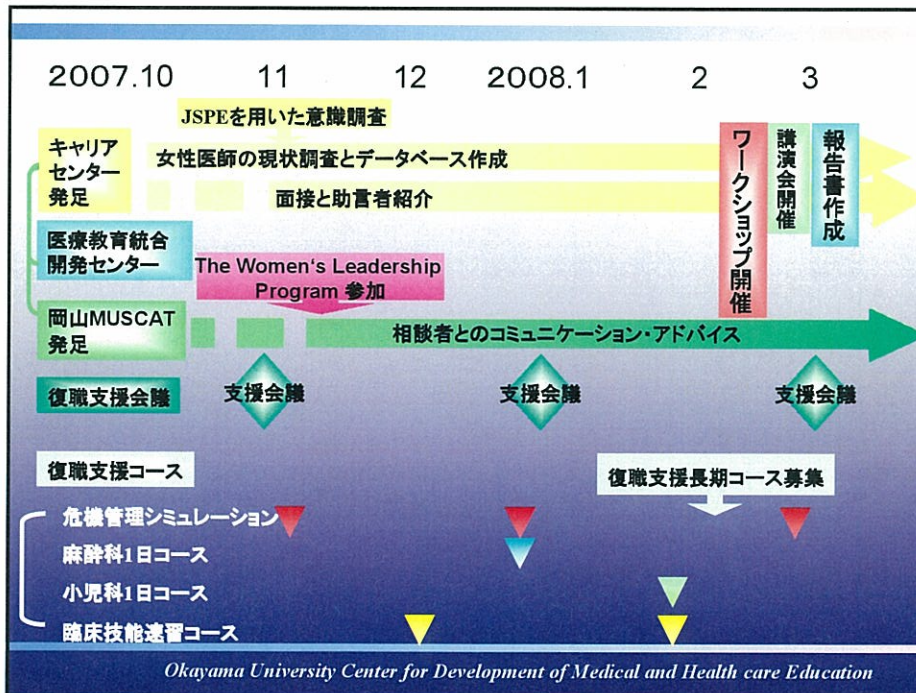 2007.10 11 12 2008.1 2 3
JSPEを用いた意識調査
キャリア
センター
発足
女性医師の現状調査とデータベース作成
面接と助言者紹介
ワークショップ開催
講演会開催
報告書作成
医療教育統合
開発センター
The Women's Leadership
Program 参加
岡山MUSCAT
発足
相談者とのコミュニケーション・アドバイス
復職支援会議
支援会議 支援会議 支援会議
復職支援コース
復職支援長期コース募集
危機管理シミュレーション
麻酔科1日コース
小児科1日コース
臨床技能速習コース
Okayama University Center for Development of Medical and Health care Education